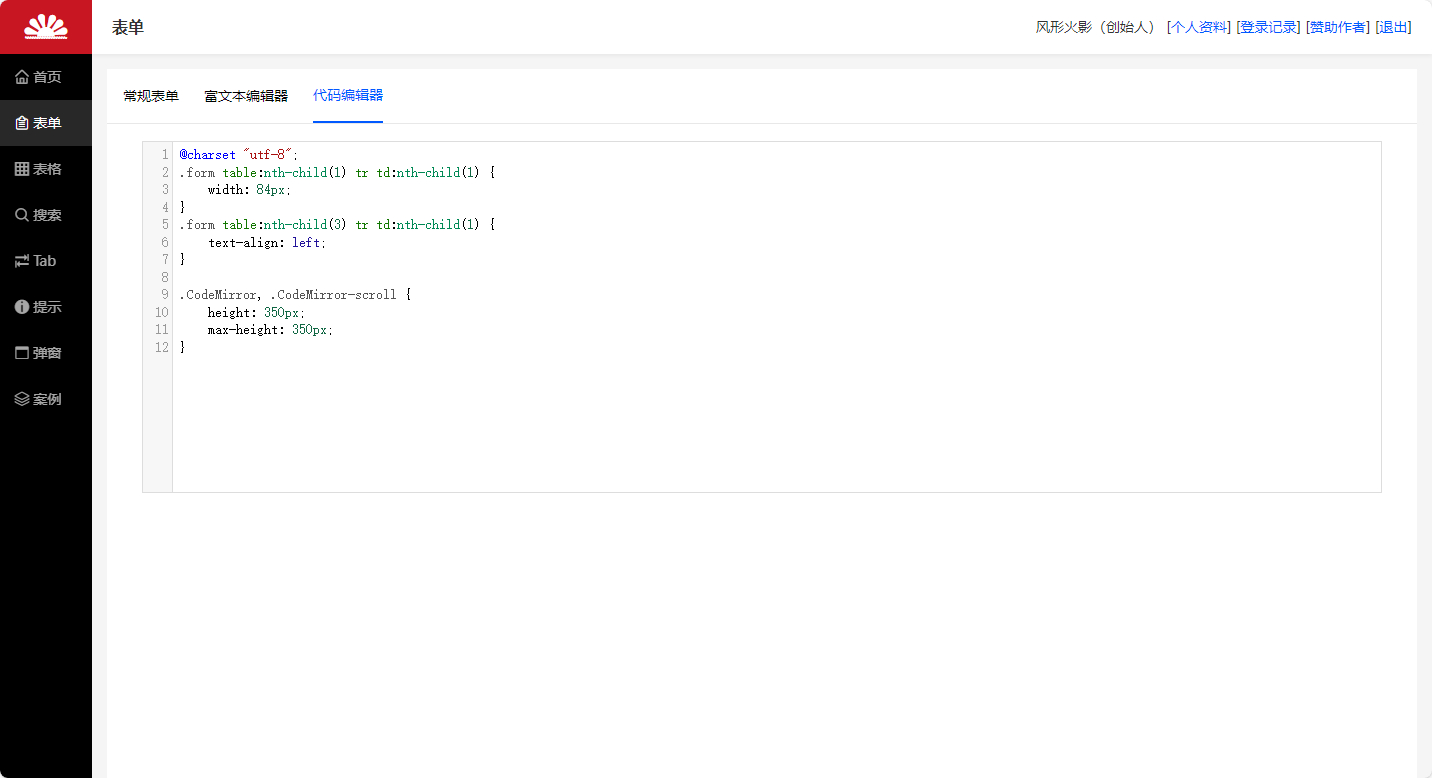 表单
风形火影（创始人） [个人资料] [登录记录] [赞助作者] [退出]
首页
表单
表格
搜索
Tab
提示
弹窗
案例
常规表单 富文本编辑器 代码编辑器
1 @charset "utf-8";
2 .form table:nth-child(1) tr td:nth-child(1) {
3     width: 84px;
4 }
5 .form table:nth-child(3) tr td:nth-child(1) {
6     text-align: left;
7 }
8
9 .CodeMirror, .CodeMirror-scroll {
10     height: 350px;
11     max-height: 350px;
12 }